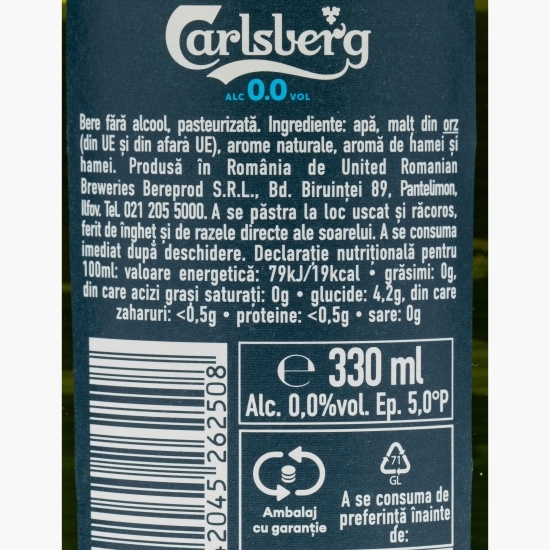 Carlsberg
ALC 0.0 VOL
Bere fără alcool, pasteurizată. Ingrediente: apă, malț din orz
(din UE și din afară UE), arome naturale, aromă de hamei și
hamei. Produsă în România de United Romanian
Breweries Bereprod S.R.L., Bd. Biruinței 89, Pantelimon,
Ilfov. Tel. 021 205 5000. A se păstra la loc uscat și răcoros,
ferit de îngheț și de razele directe ale soarelui. A se consuma
imediat după deschidere. Declarație nutrițională pentru
100ml: valoare energetică: 79kJ/19kcal • grăsimi: 0g,
din care acizi grași saturați: 0g • glucide: 4,2g, din care
zaharuri: <0,5g • proteine: <0,5g • sare: 0g
e 330 ml
Alc. 0,0%vol. Ep. 5,0°P
Ambalaj
cu garanție
71
GL
A se consuma de
preferință înainte
de:
42045 262508